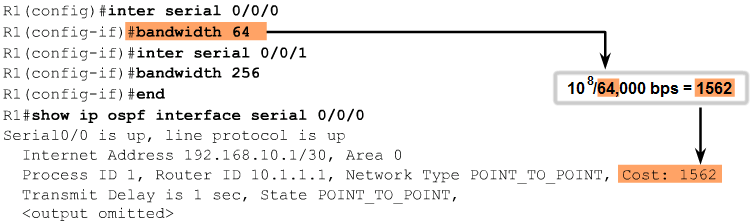 R1(config)#inter serial 0/0/0
R1(config-if)#bandwidth 64
R1(config-if)#inter serial 0/0/1
R1(config-if)#bandwidth 256
R1(config-if)#end
10^8/64,000 bps = 1562
R1#show ip ospf interface serial 0/0/0
Serial0/0 is up, line protocol is up
Internet Address 192.168.10.1/30, Area 0
Process ID 1, Router ID 10.1.1.1, Network Type POINT_TO_POINT, Cost: 1562
Transmit Delay is 1 sec, State POINT_TO_POINT,
<output omitted>